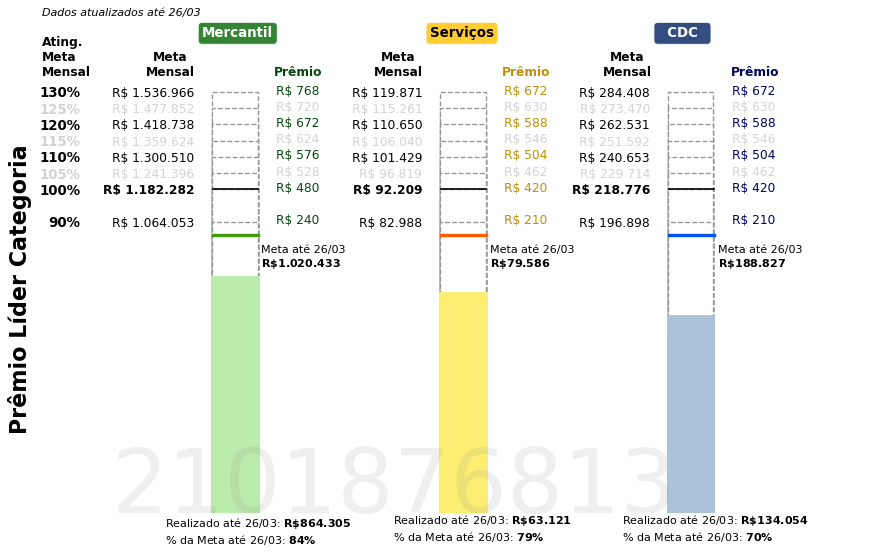 Dados atualizados até 26/03
Mercantil Serviços CDC
Ating.
Meta
Mensal
Meta
Mensal
Prêmio
Meta
Mensal
Prêmio
Meta
Mensal
Prêmio
130% R$ 1.536.966 R$ 768 R$ 119.871 R$ 672 R$ 284.408 R$ 672
125% R$ 1.477.852 R$ 720 R$ 115.261 R$ 630 R$ 273.470 R$ 630
120% R$ 1.418.738 R$ 672 R$ 110.650 R$ 588 R$ 262.531 R$ 588
115% R$ 1.359.624 R$ 624 R$ 106.040 R$ 546 R$ 251.592 R$ 546
110% R$ 1.300.510 R$ 576 R$ 101.429 R$ 504 R$ 240.653 R$ 504
105% R$ 1.241.396 R$ 528 R$ 96.819 R$ 462 R$ 229.714 R$ 462
100% R$ 1.182.282 R$ 480 R$ 92.209 R$ 420 R$ 218.776 R$ 420
90% R$ 1.064.053 R$ 240 R$ 82.988 R$ 210 R$ 196.898 R$ 210
Meta até 26/03
R$1.020.433
Meta até 26/03
R$79.586
Meta até 26/03
R$188.827
Prêmio Líder Categoria
2101876813
Realizado até 26/03: R$864.305
% da Meta até 26/03: 84%
Realizado até 26/03: R$63.121
% da Meta até 26/03: 79%
Realizado até 26/03: R$134.054
% da Meta até 26/03: 70%